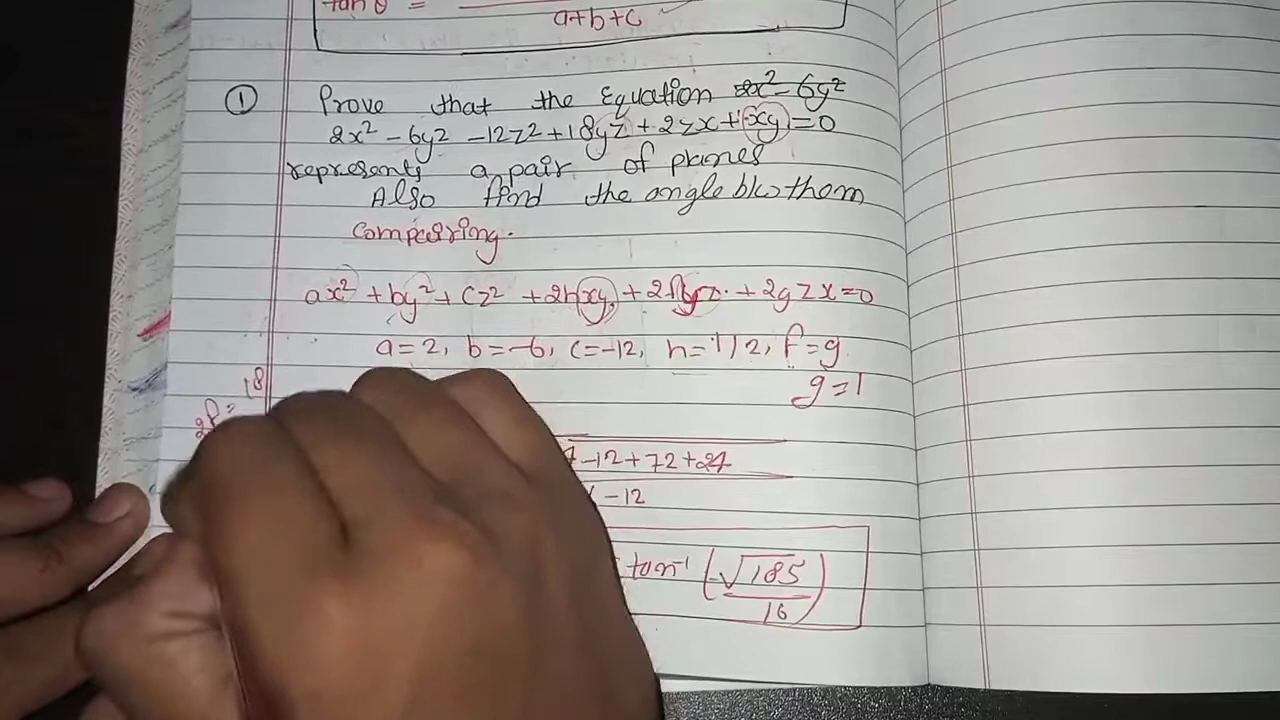 tan θ =
a+b+c
① Prove that the Equation 2x² - 6y²
2x² - 6y² - 12z² + 18yz + 2zx + xy = 0
represents a pair of planes
Also find the angle b/w them
Comparing.
ax² + by² + cz² + 2hxy + 2fyz + 2gzx = 0
a = 2, b = -6, c = -12, h = 1/2, f = 9
g = 1
2f = 18
-12 + 72 + 24
- 12
tan⁻¹ (√185
16)